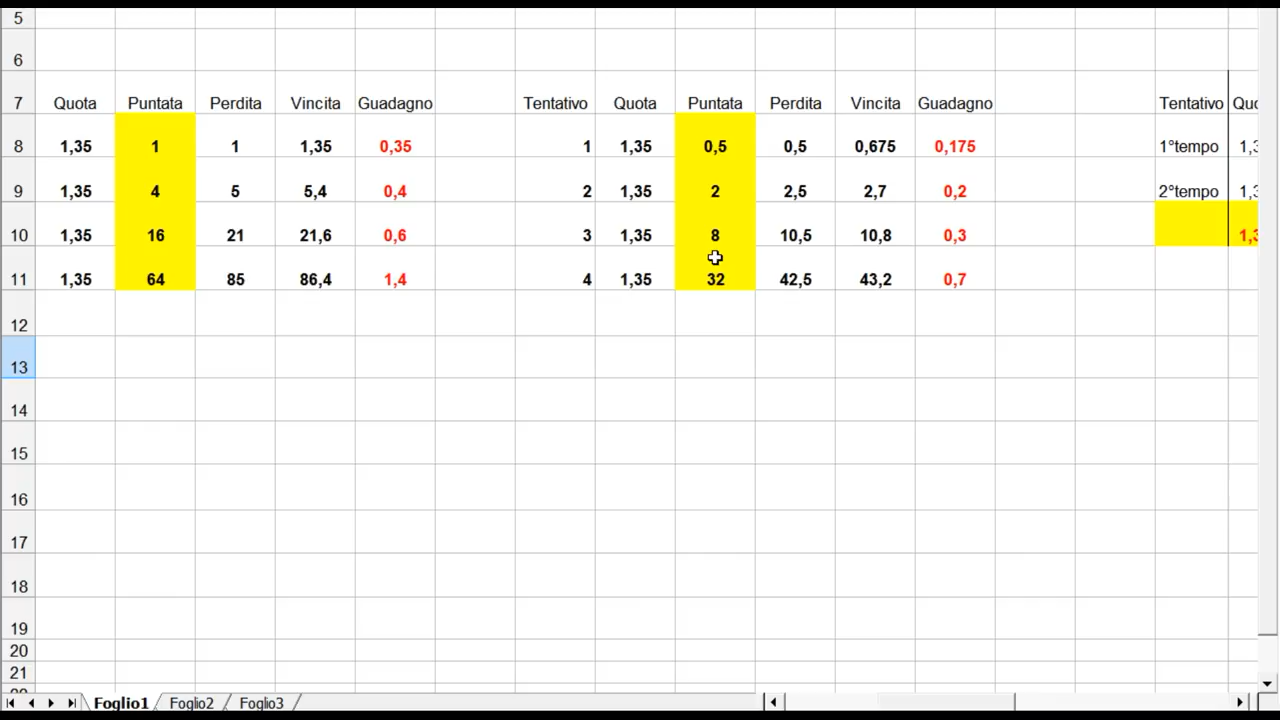 5
6
7 Quota Puntata Perdita Vincita Guadagno Tentativo Quota Puntata Perdita Vincita Guadagno Tentativo
8 1,35 1 1 1,35 0,35 1 1,35 0,5 0,5 0,675 0,175 1°tempo
9 1,35 4 5 5,4 0,4 2 1,35 2 2,5 2,7 0,2 2°tempo
10 1,35 16 21 21,6 0,6 3 1,35 8 10,5 10,8 0,3
11 1,35 64 85 86,4 1,4 4 1,35 32 42,5 43,2 0,7
12
13
14
15
16
17
18
19
20
21
Foglio1 Foglio2 Foglio3